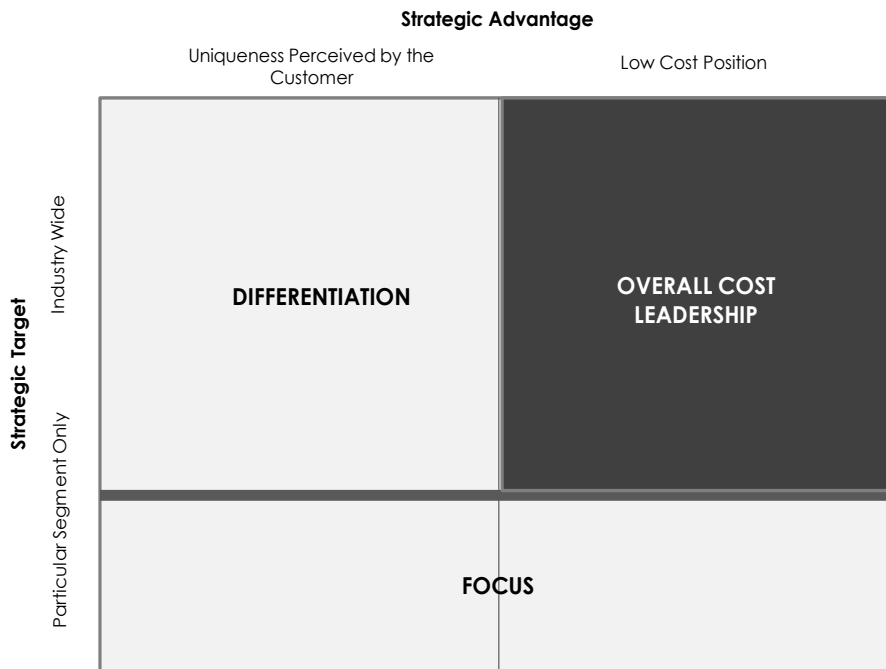 Strategic Advantage
Uniqueness Perceived by the
Customer
Low Cost Position
Strategic Target
Industry Wide
Particular Segment Only
DIFFERENTIATION
OVERALL COST
LEADERSHIP
FOCUS